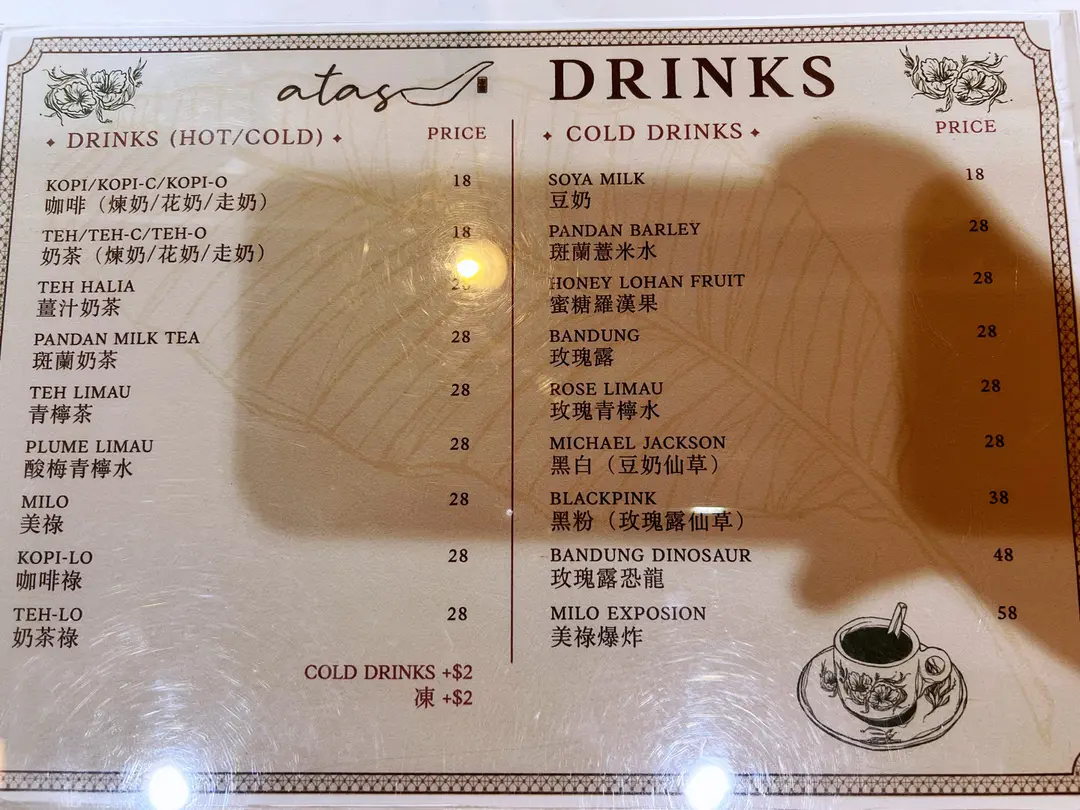 atas
DRINKS
DRINKS (HOT/COLD) PRICE
KOPI/KOPI-C/KOPI-O 18
咖啡（煉奶/花奶/走奶）
TEH/TEH-C/TEH-O 18
奶茶（煉奶/花奶/走奶）
TEH HALIA
薑汁奶茶
PANDAN MILK TEA 28
斑蘭奶茶
TEH LIMAU 28
青檸茶
PLUME LIMAU 28
酸梅青檸水
MILO 28
美祿
KOPI-LO 28
咖啡祿
TEH-LO 28
奶茶祿
COLD DRINKS +$2
凍 +$2
COLD DRINKS PRICE
SOYA MILK 18
豆奶
PANDAN BARLEY 28
斑蘭薏米水
HONEY LOHAN FRUIT 28
蜜糖羅漢果
BANDUNG 28
玫瑰露
ROSE LIMAU 28
玫瑰青檸水
MICHAEL JACKSON 28
黑白（豆奶仙草）
BLACKPINK 38
黑粉（玫瑰露仙草）
BANDUNG DINOSAUR 48
玫瑰露恐龍
MILO EXPOSION 58
美祿爆炸